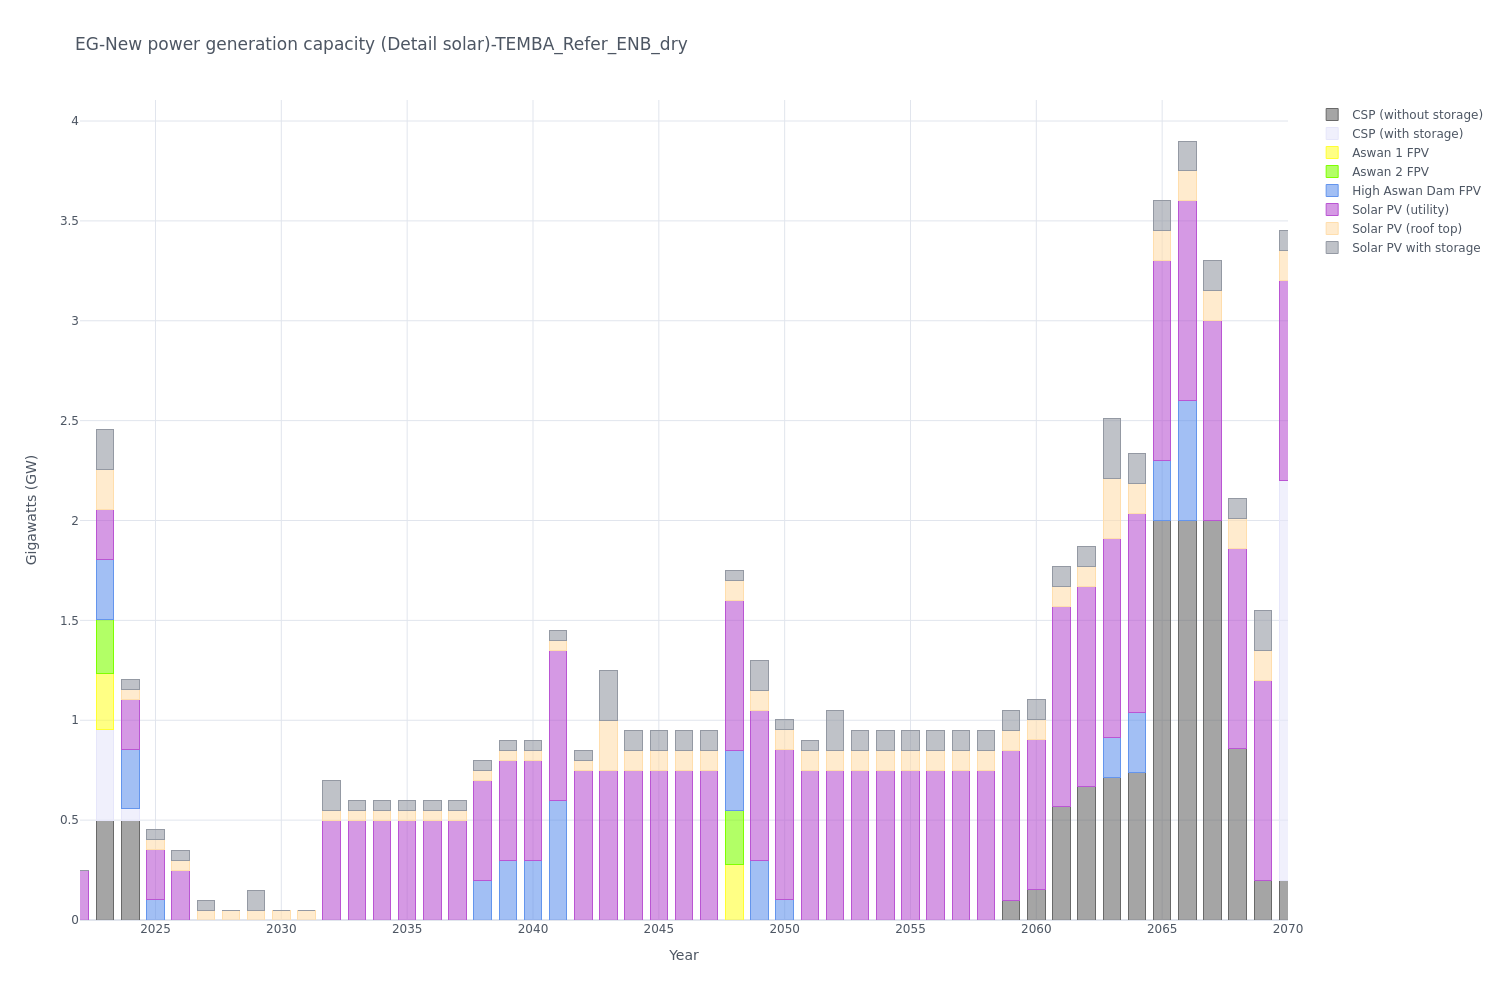 EG-New power generation capacity (Detail solar)-TEMBA_Refer_ENB_dry
CSP (without storage)
CSP (with storage)
Aswan 1 FPV
Aswan 2 FPV
High Aswan Dam FPV
Solar PV (utility)
Solar PV (roof top)
Solar PV with storage
Gigawatts (GW)
4
3.5
3
2.5
2
1.5
1
0.5
0
2025 2030 2035 2040 2045 2050 2055 2060 2065 2070
Year